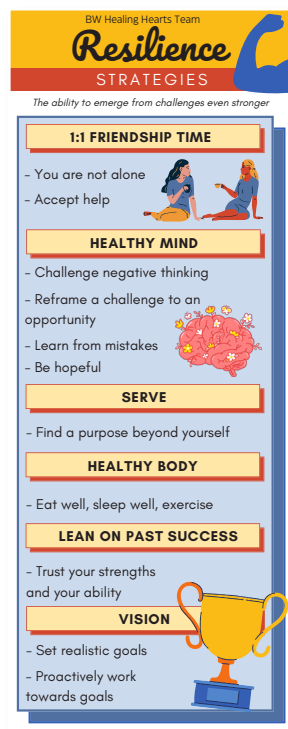 BW Healing Hearts Team
Resilience
STRATEGIES
The ability to emerge from challenges even stronger
1:1 FRIENDSHIP TIME
- You are not alone
- Accept help
HEALTHY MIND
- Challenge negative thinking
- Reframe a challenge to an
opportunity
- Learn from mistakes
- Be hopeful
SERVE
- Find a purpose beyond yourself
HEALTHY BODY
- Eat well, sleep well, exercise
LEAN ON PAST SUCCESS
- Trust your strengths
and your ability
VISION
- Set realistic goals
- Proactively work
towards goals